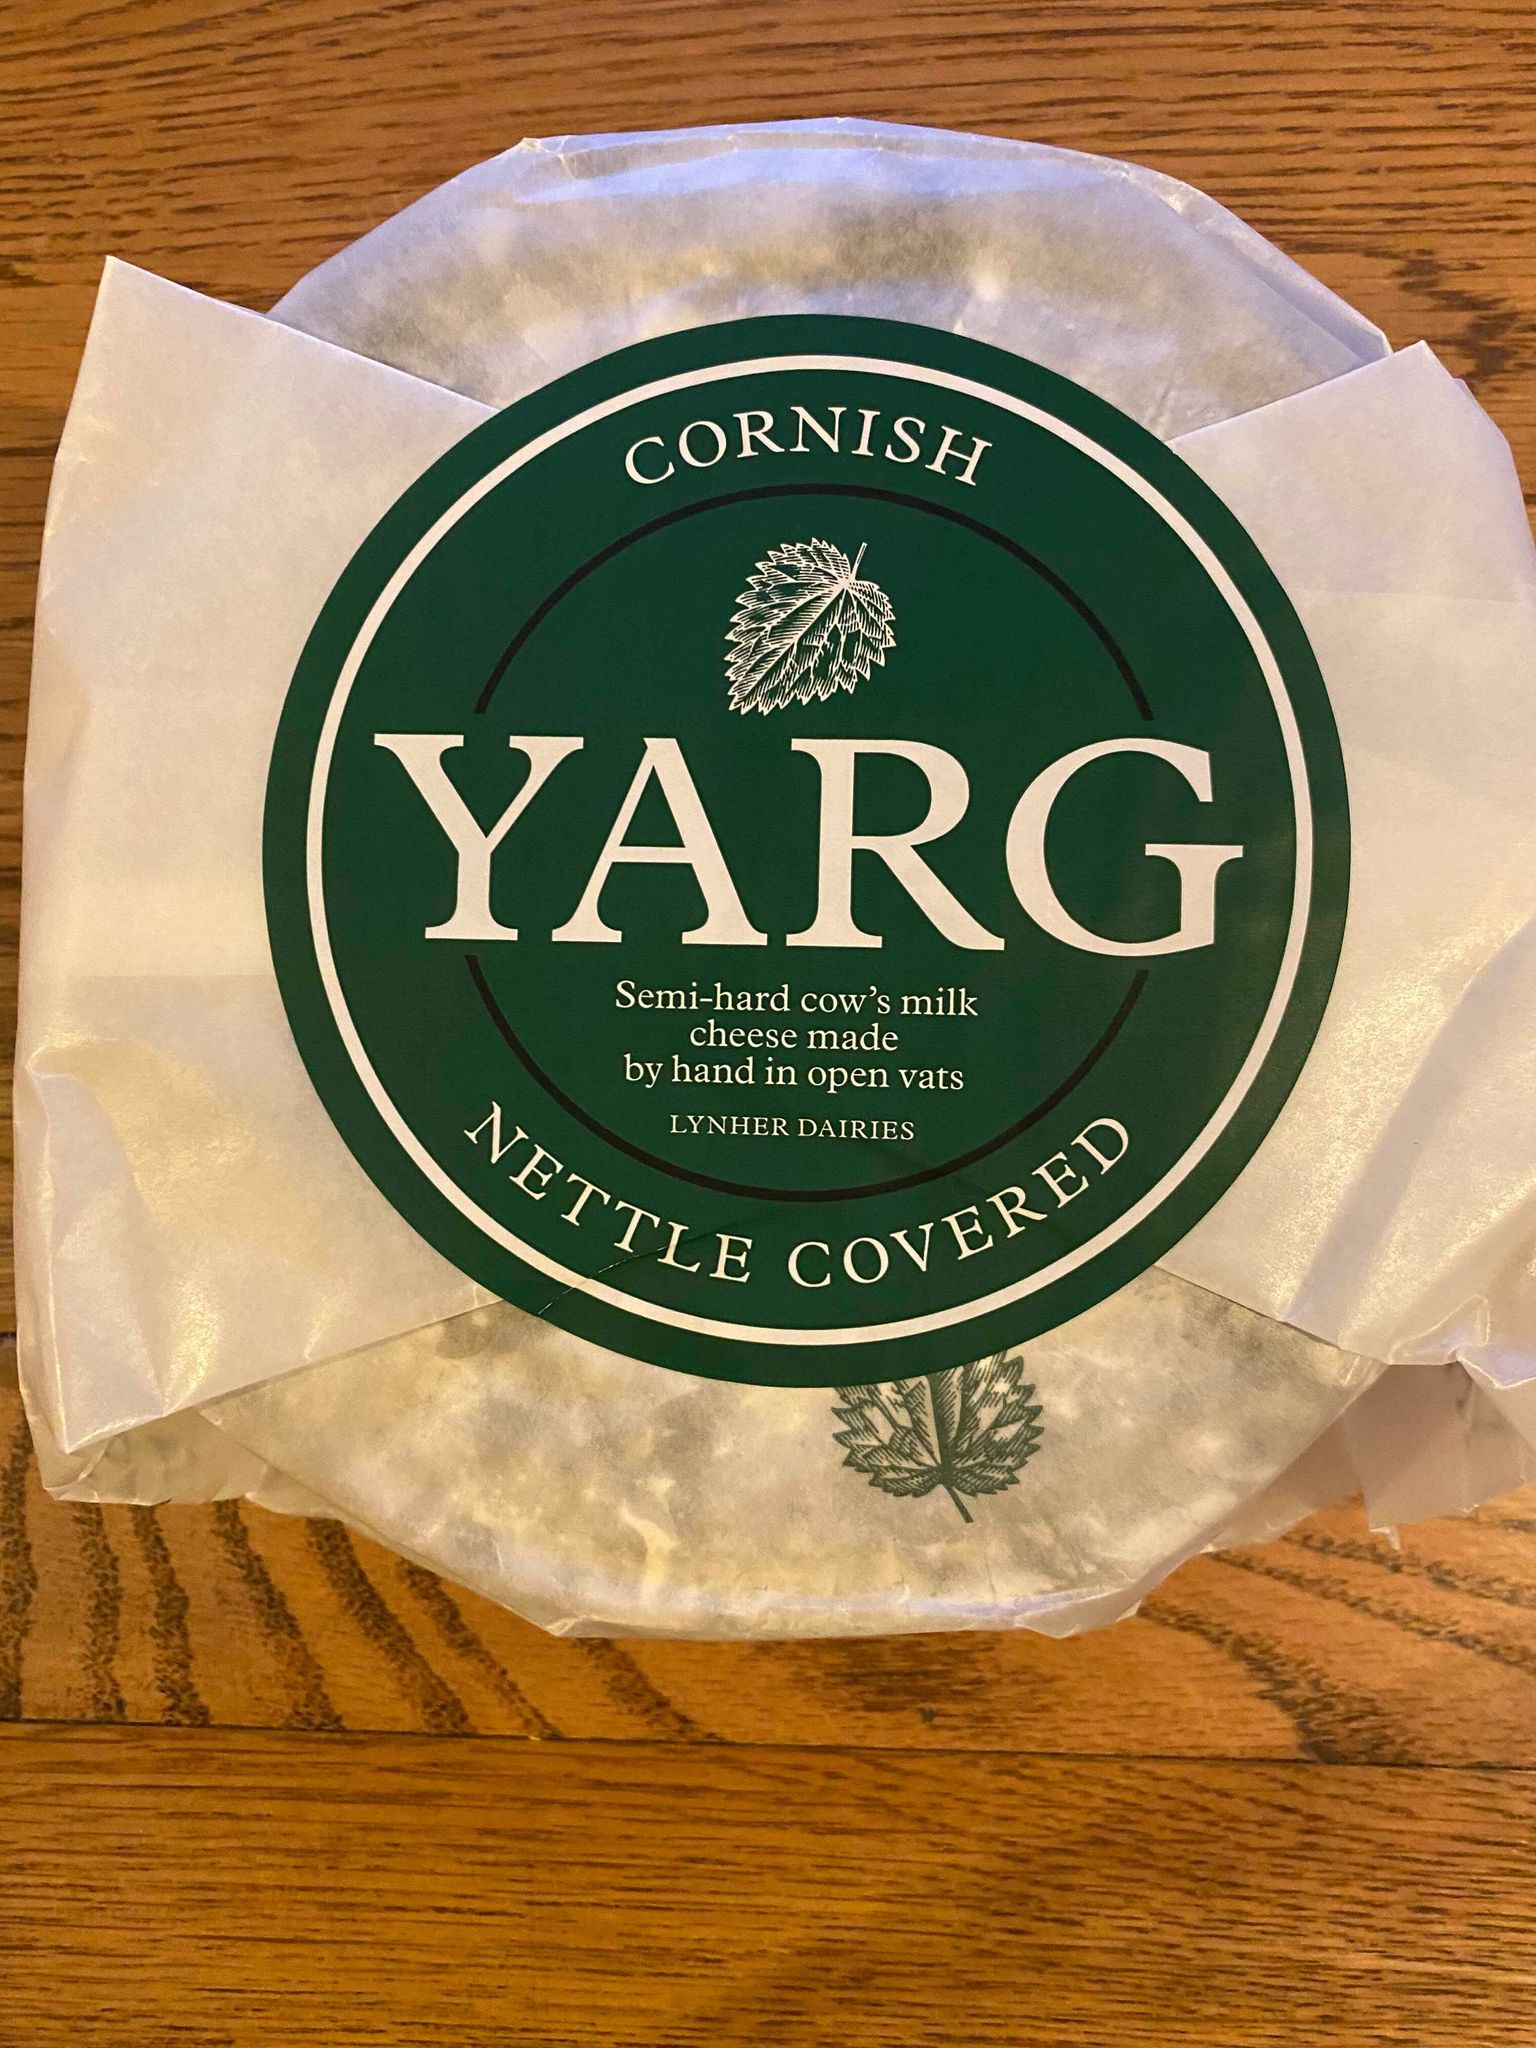 CORNISH
YARG
Semi-hard cow's milk
cheese made
by hand in open vats
LYNHER DAIRIES
NETTLE COVERED